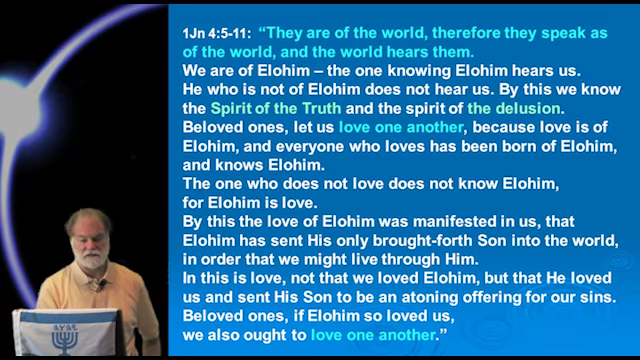 1Jn 4:5-11: “They are of the world, therefore they speak as
of the world, and the world hears them.
We are of Elohim – the one knowing Elohim hears us.
He who is not of Elohim does not hear us. By this we know
the Spirit of the Truth and the spirit of the delusion.
Beloved ones, let us love one another, because love is of
Elohim, and everyone who loves has been born of Elohim,
and knows Elohim.
The one who does not love does not know Elohim,
for Elohim is love.
By this the love of Elohim was manifested in us, that
Elohim has sent His only brought-forth Son into the world,
in order that we might live through Him.
In this is love, not that we loved Elohim, but that He loved
us and sent His Son to be an atoning offering for our sins.
Beloved ones, if Elohim so loved us,
we also ought to love one another.”